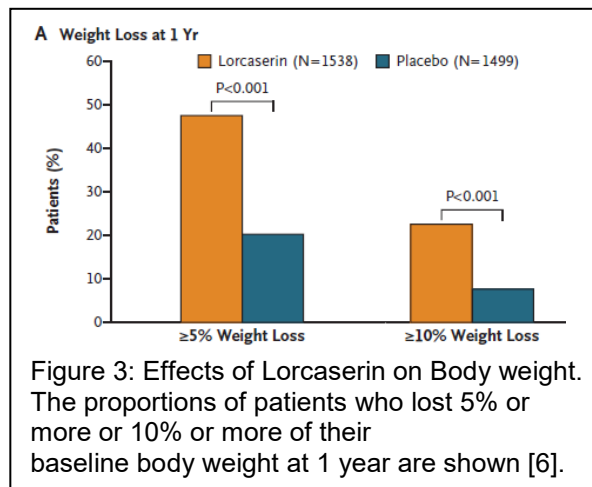 A Weight Loss at 1 Yr
Lorcaserin (N=1538) Placebo (N=1499)
60
50
40
30
20
10
0
Patients (%)
P<0.001
P<0.001
≥5% Weight Loss ≥10% Weight Loss
Figure 3: Effects of Lorcaserin on Body weight.
The proportions of patients who lost 5% or
more or 10% or more of their
baseline body weight at 1 year are shown [6].